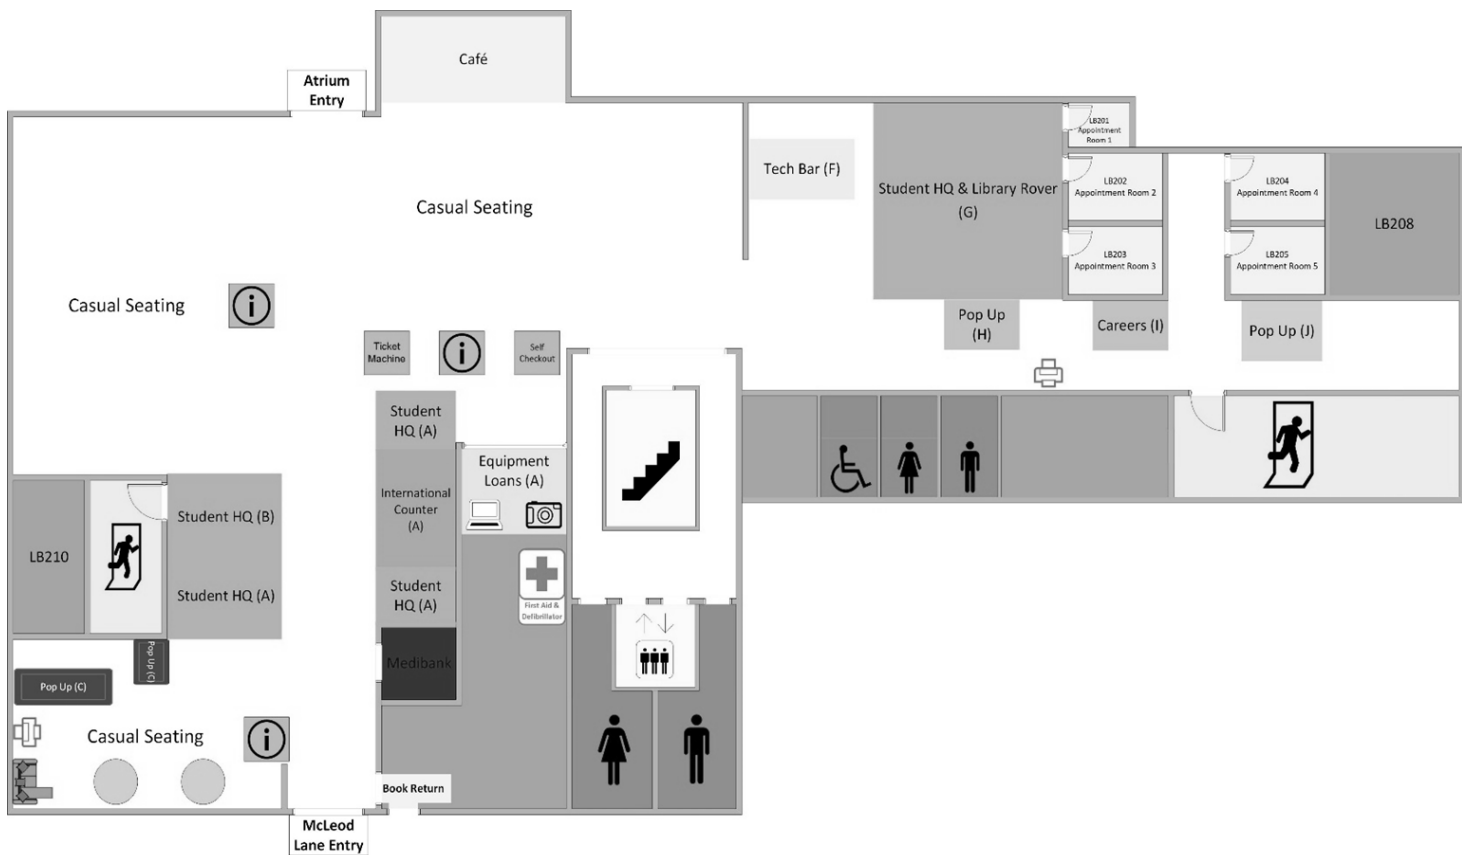 Café
Atrium
Entry
LB201
Appointment
Room 1
Tech Bar (F)
LB202
Appointment Room 2
LB204
Appointment Room 4
Student HQ & Library Rover
(G)
Casual Seating
LB208
LB203
Appointment Room 3
LB205
Appointment Room 5
Casual Seating
i
Pop Up
(H)
Careers (I)
Pop Up (J)
Ticket
Machine
i
Self
Checkout
Student
HQ (A)
Equipment
Loans (A)
International
Counter
(A)
Student HQ (B)
LB210
Student HQ (A)
Student
HQ (A)
First Aid &
Defibrillator
Medibank
Pop Up (C)
Pop Up (C)
Casual Seating
i
Book Return
McLeod
Lane Entry